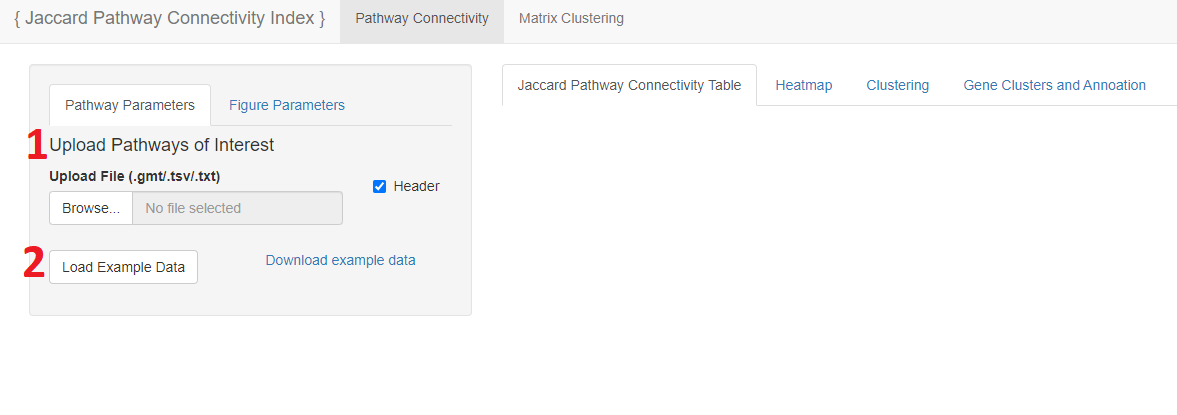 { Jaccard Pathway Connectivity Index } Pathway Connectivity Matrix Clustering
Pathway Parameters Figure Parameters
1 Upload Pathways of Interest
Upload File (.gmt/.tsv/.txt)
Header
Browse... No file selected
2 Load Example Data Download example data
Jaccard Pathway Connectivity Table Heatmap Clustering Gene Clusters and Annoation